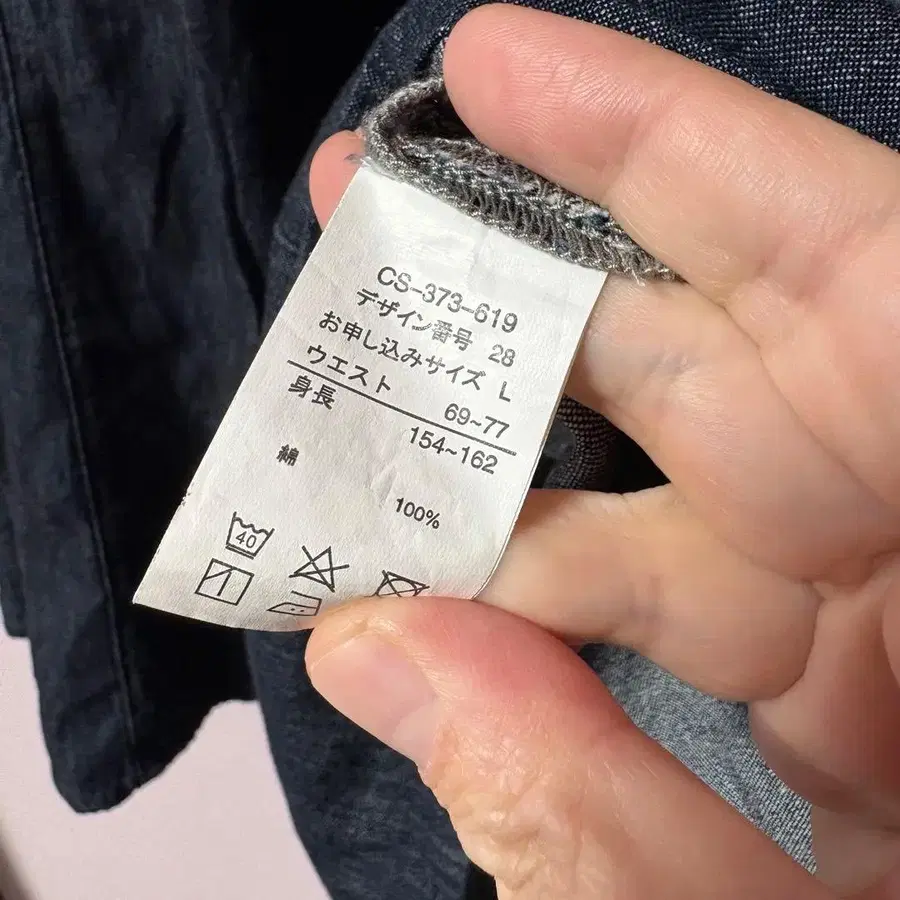 CS-373-619
デザイン番号 28
お申し込みサイズ L
ウエスト 69~77
身長 154~162
綿 100%
40